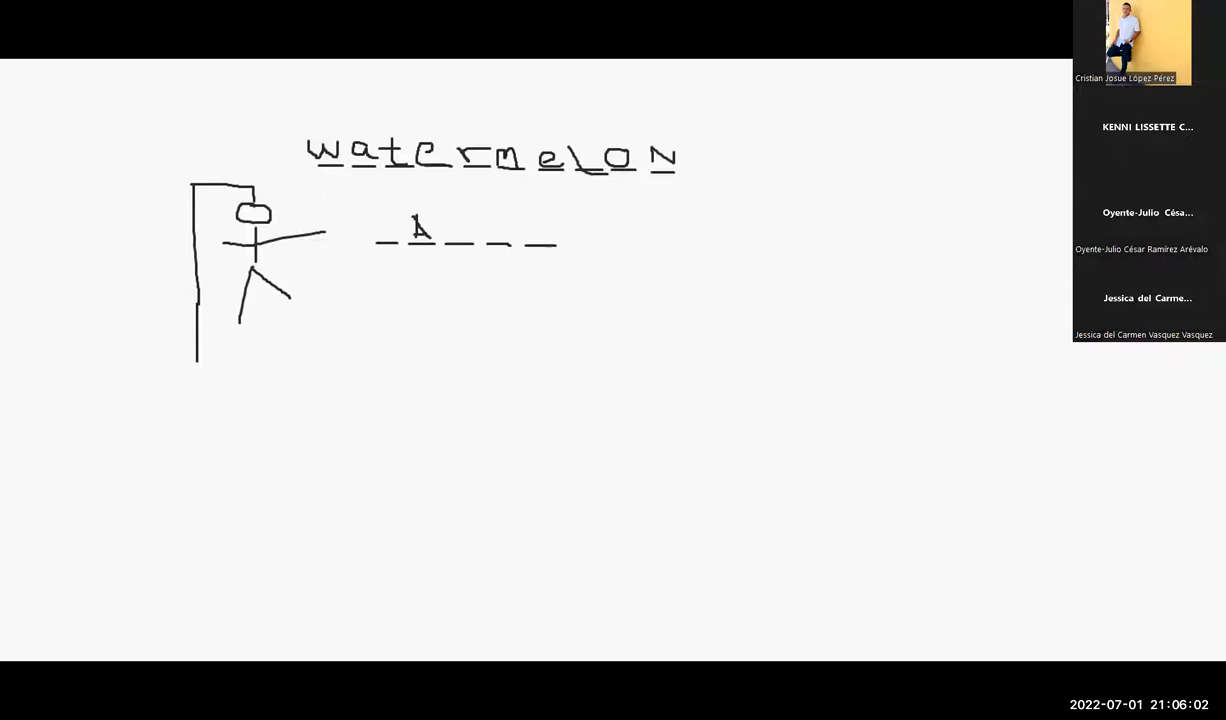 Cristian Josue López Pérez
KENNI LISSETTE C...
watermeloN
Oyente-Julio Césa...
A
Oyente-Julio César Ramírez Arévalo
Jessica del Carme...
Jessica del Carmen Vasquez Vasquez
2022-07-01 21:06:02